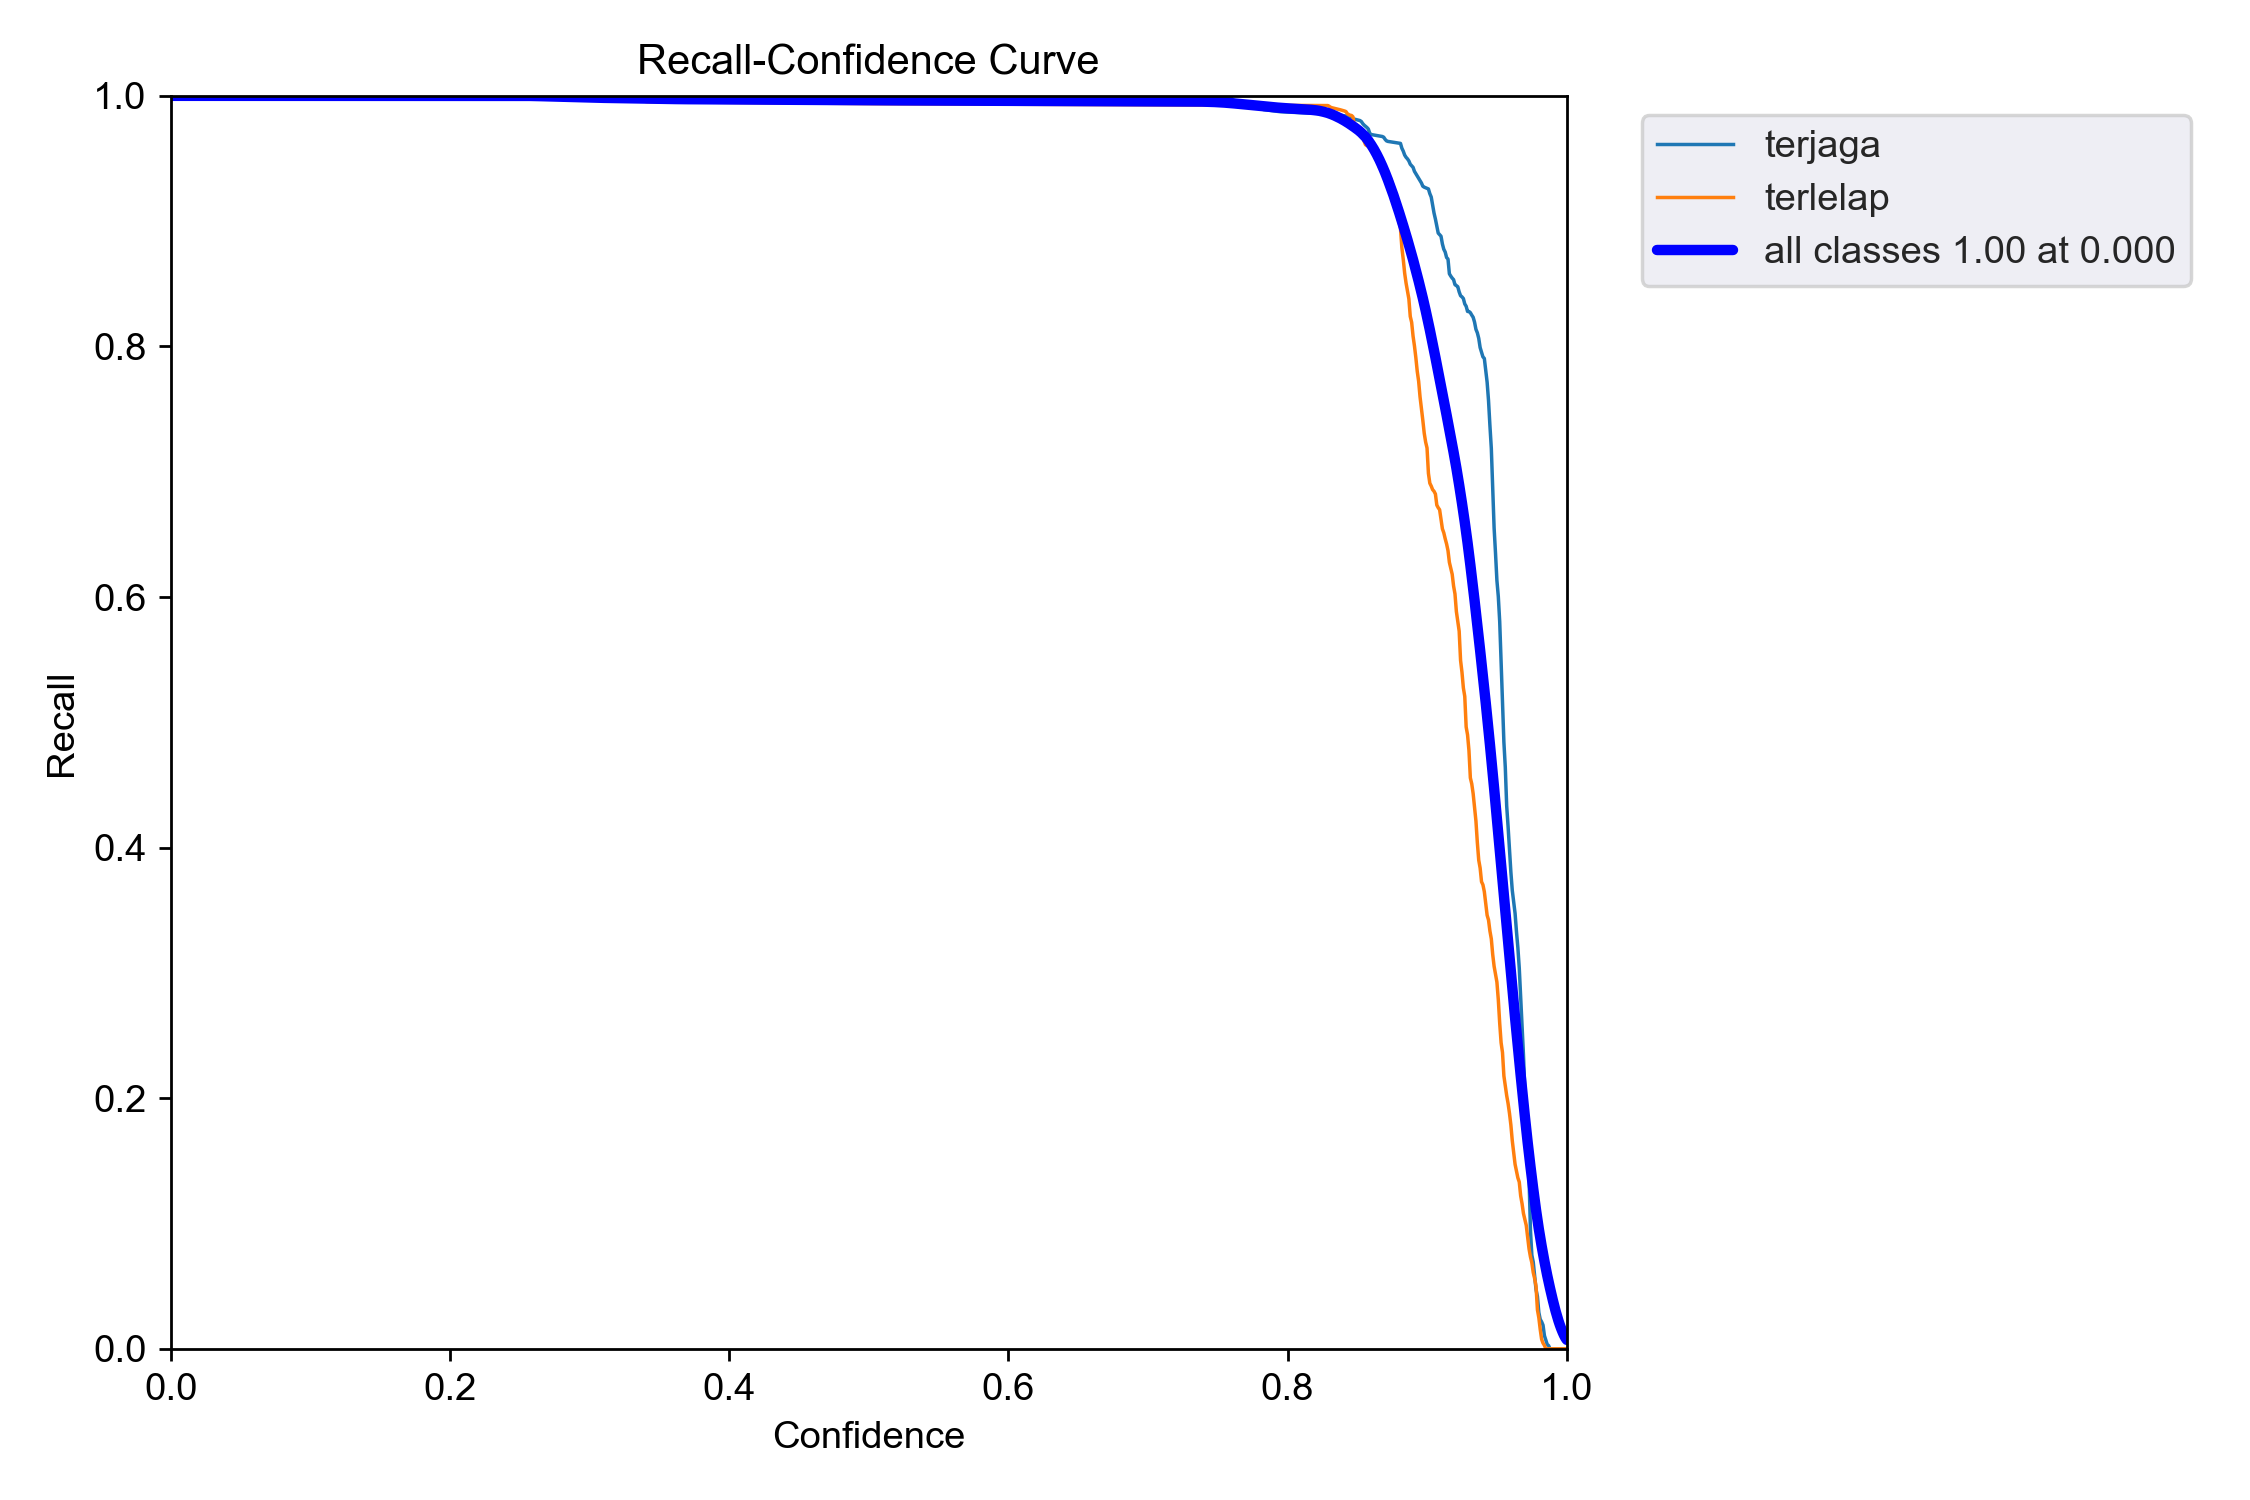 Recall-Confidence Curve
1.0
0.8
0.6
0.4
0.2
0.0
Recall
0.0 0.2 0.4 0.6 0.8 1.0
Confidence
terjaga
terlelap
all classes 1.00 at 0.000